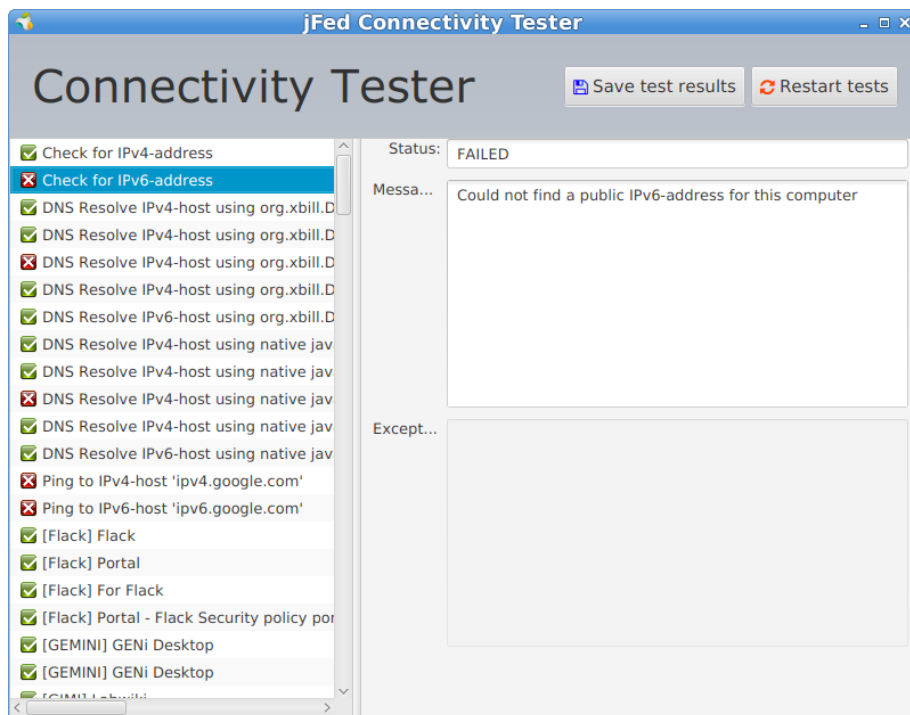 jFed Connectivity Tester
Connectivity Tester
Save test results
Restart tests
Check for IPv4-address
Check for IPv6-address
DNS Resolve IPv4-host using org.xbill.D
DNS Resolve IPv4-host using org.xbill.D
DNS Resolve IPv4-host using org.xbill.D
DNS Resolve IPv4-host using org.xbill.D
DNS Resolve IPv6-host using org.xbill.D
DNS Resolve IPv4-host using native jav
DNS Resolve IPv4-host using native jav
DNS Resolve IPv4-host using native jav
DNS Resolve IPv4-host using native jav
DNS Resolve IPv6-host using native jav
Ping to IPv4-host 'ipv4.google.com'
Ping to IPv6-host 'ipv6.google.com'
[Flack] Flack
[Flack] Portal
[Flack] For Flack
[Flack] Portal - Flack Security policy por
[GEMINI] GENi Desktop
[GEMINI] GENi Desktop
[GIMI] Labwiki
Status:
FAILED
Messa...
Could not find a public IPv6-address for this computer
Except...